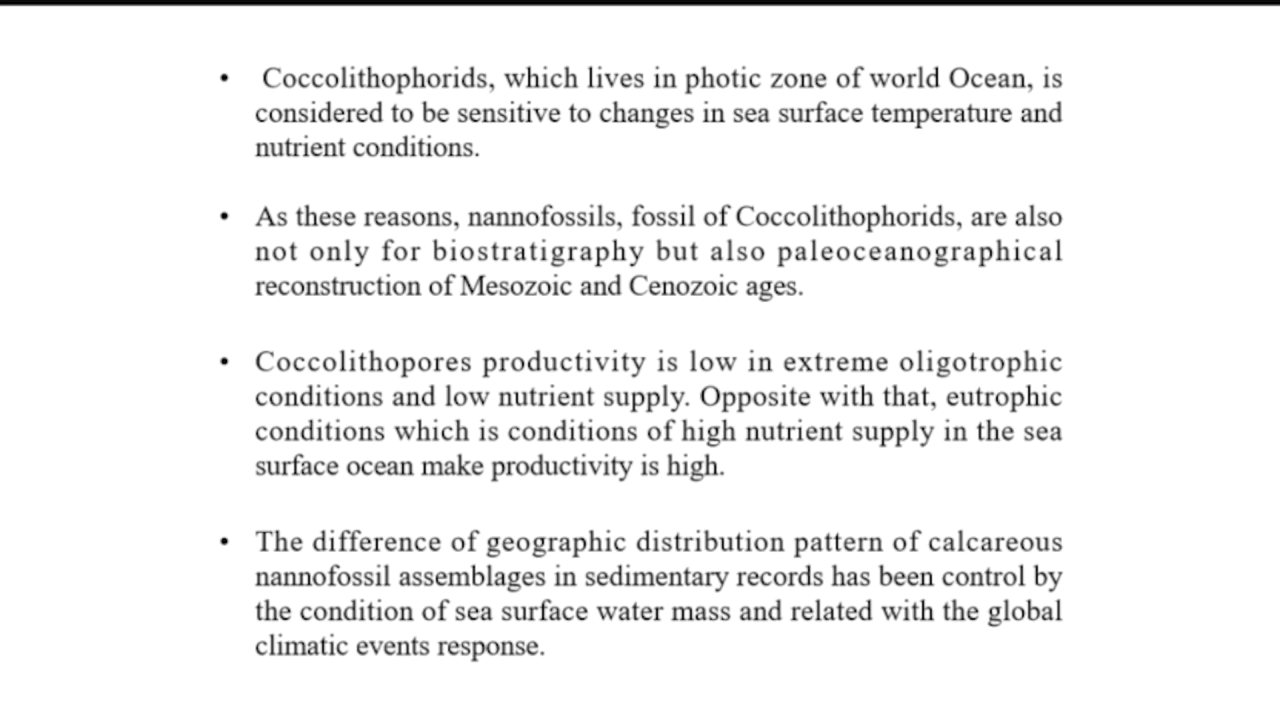 • Coccolithophorids, which lives in photic zone of world Ocean, is
considered to be sensitive to changes in sea surface temperature and
nutrient conditions.
• As these reasons, nannofossils, fossil of Coccolithophorids, are also
not only for biostratigraphy but also paleoceanographical
reconstruction of Mesozoic and Cenozoic ages.
• Coccolithopores productivity is low in extreme oligotrophic
conditions and low nutrient supply. Opposite with that, eutrophic
conditions which is conditions of high nutrient supply in the sea
surface ocean make productivity is high.
• The difference of geographic distribution pattern of calcareous
nannofossil assemblages in sedimentary records has been control by
the condition of sea surface water mass and related with the global
climatic events response.